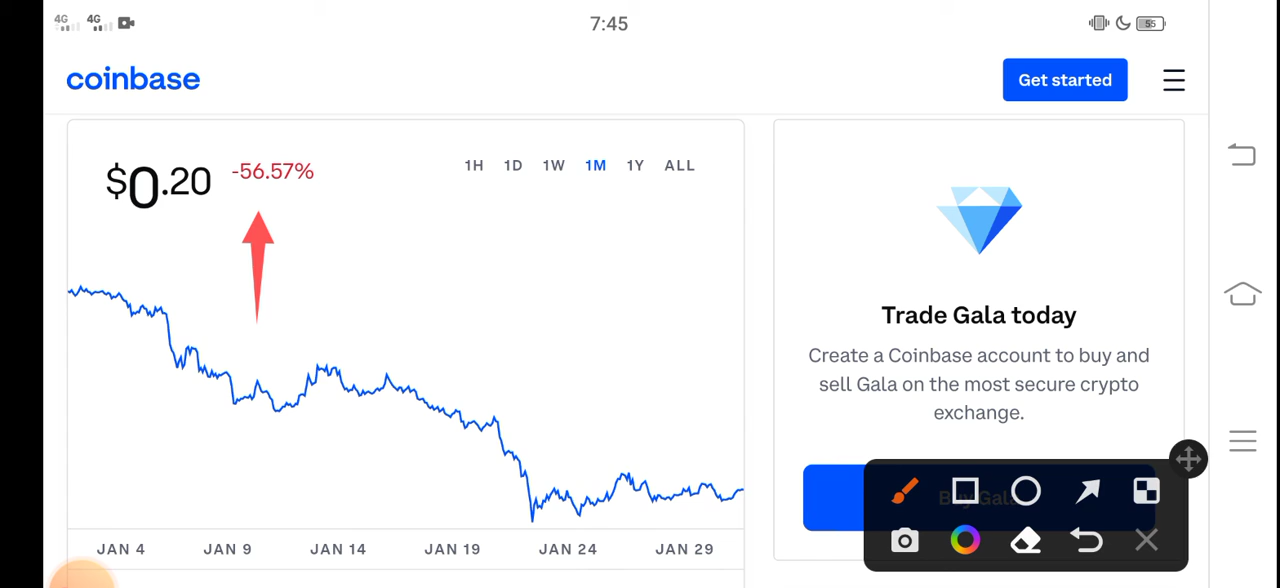 4G 4G 7:45 55
coinbase
Get started
$0.20 -56.57% 1H 1D 1W 1M 1Y ALL
Trade Gala today
Create a Coinbase account to buy and
sell Gala on the most secure crypto
exchange.
Buy Gala
JAN 4 JAN 9 JAN 14 JAN 19 JAN 24 JAN 29